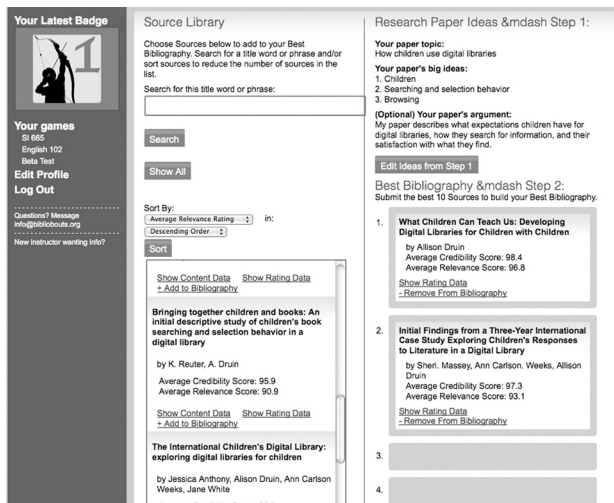 Your Latest Badge
1
Your games
SI 665
English 102
Beta Test
Edit Profile
Log Out
Questions? Message
info@bibliobouts.org
New instructor wanting info?
Source Library
Choose Sources below to add to your Best
Bibliography. Search for a title word or phrase and/or
sort sources to reduce the number of sources in the
list.
Search for this title word or phrase:
Search
Show All
Sort By:
Average Relevance Rating in:
Descending Order
Sort
Show Content Data Show Rating Data
+ Add to Bibliography
Bringing together children and books: An
initial descriptive study of children's book
searching and selection behavior in a
digital library
by K. Reuter, A. Druin
Average Credibility Score: 95.9
Average Relevance Score: 90.9
Show Content Data Show Rating Data
+ Add to Bibliography
The International Children's Digital Library:
exploring digital libraries for children
by Jessica Anthony, Alison Druin, Ann Carlson
Weeks, Jane White
Research Paper Ideas &mdash Step 1:
Your paper topic:
How children use digital libraries
Your paper's big ideas:
1. Children
2. Searching and selection behavior
3. Browsing
(Optional) Your paper's argument:
My paper describes what expectations children have for
digital libraries, how they search for information, and their
satisfaction with what they find.
Edit Ideas from Step 1
Best Bibliography &mdash Step 2:
Submit the best 10 Sources to build your Best Bibliography.
1. What Children Can Teach Us: Developing
Digital Libraries for Children with Children
by Allison Druin
Average Credibility Score: 98.4
Average Relevance Score: 96.8
Show Rating Data
- Remove From Bibliography
2. Initial Findings from a Three-Year International
Case Study Exploring Children's Responses
to Literature in a Digital Library
by Sheri. Massey, Ann Carlson. Weeks, Allison
Druin
Average Credibility Score: 97.3
Average Relevance Score: 93.1
Show Rating Data
- Remove From Bibliography
3.
4.